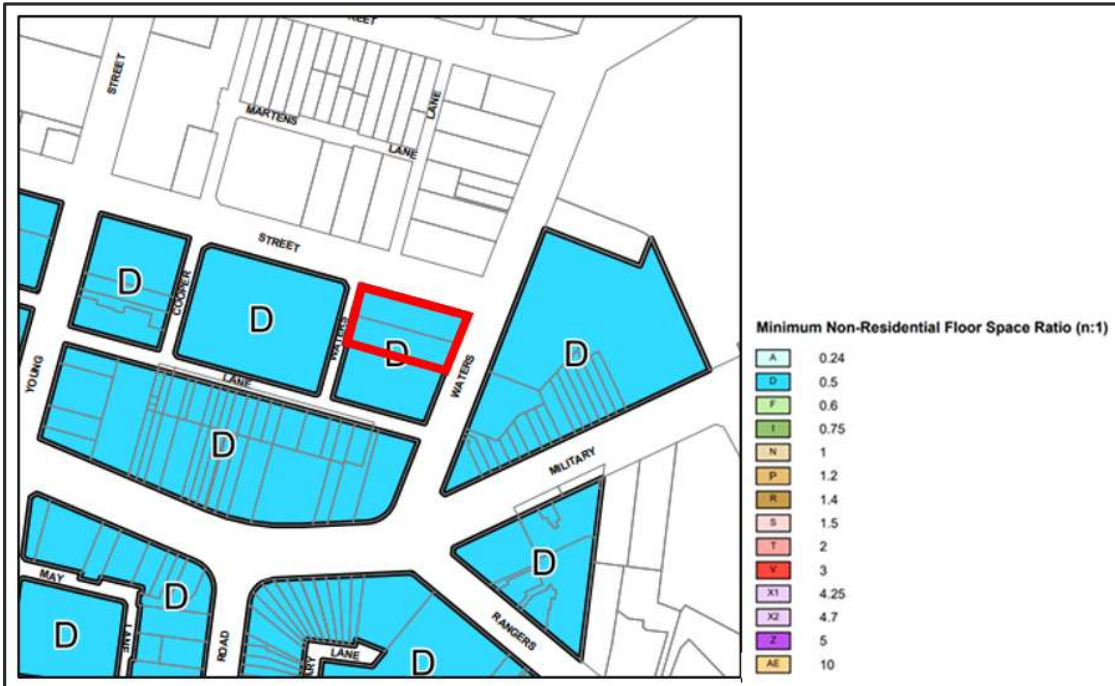 REET
STREET
MARTENS
LANE
LANE
STREET
D
COOPER
D
WATERS
D
D
YOUNG
LANE
WATERS
D
MILITARY
D
MAY
D
D
LANE
ROAD
RANGERS
LANE
D
Minimum Non-Residential Floor Space Ratio (n:1)
A 0.24
D 0.5
F 0.6
I 0.75
N 1
P 1.2
R 1.4
S 1.5
T 2
V 3
X1 4.25
X2 4.7
Z 5
AE 10